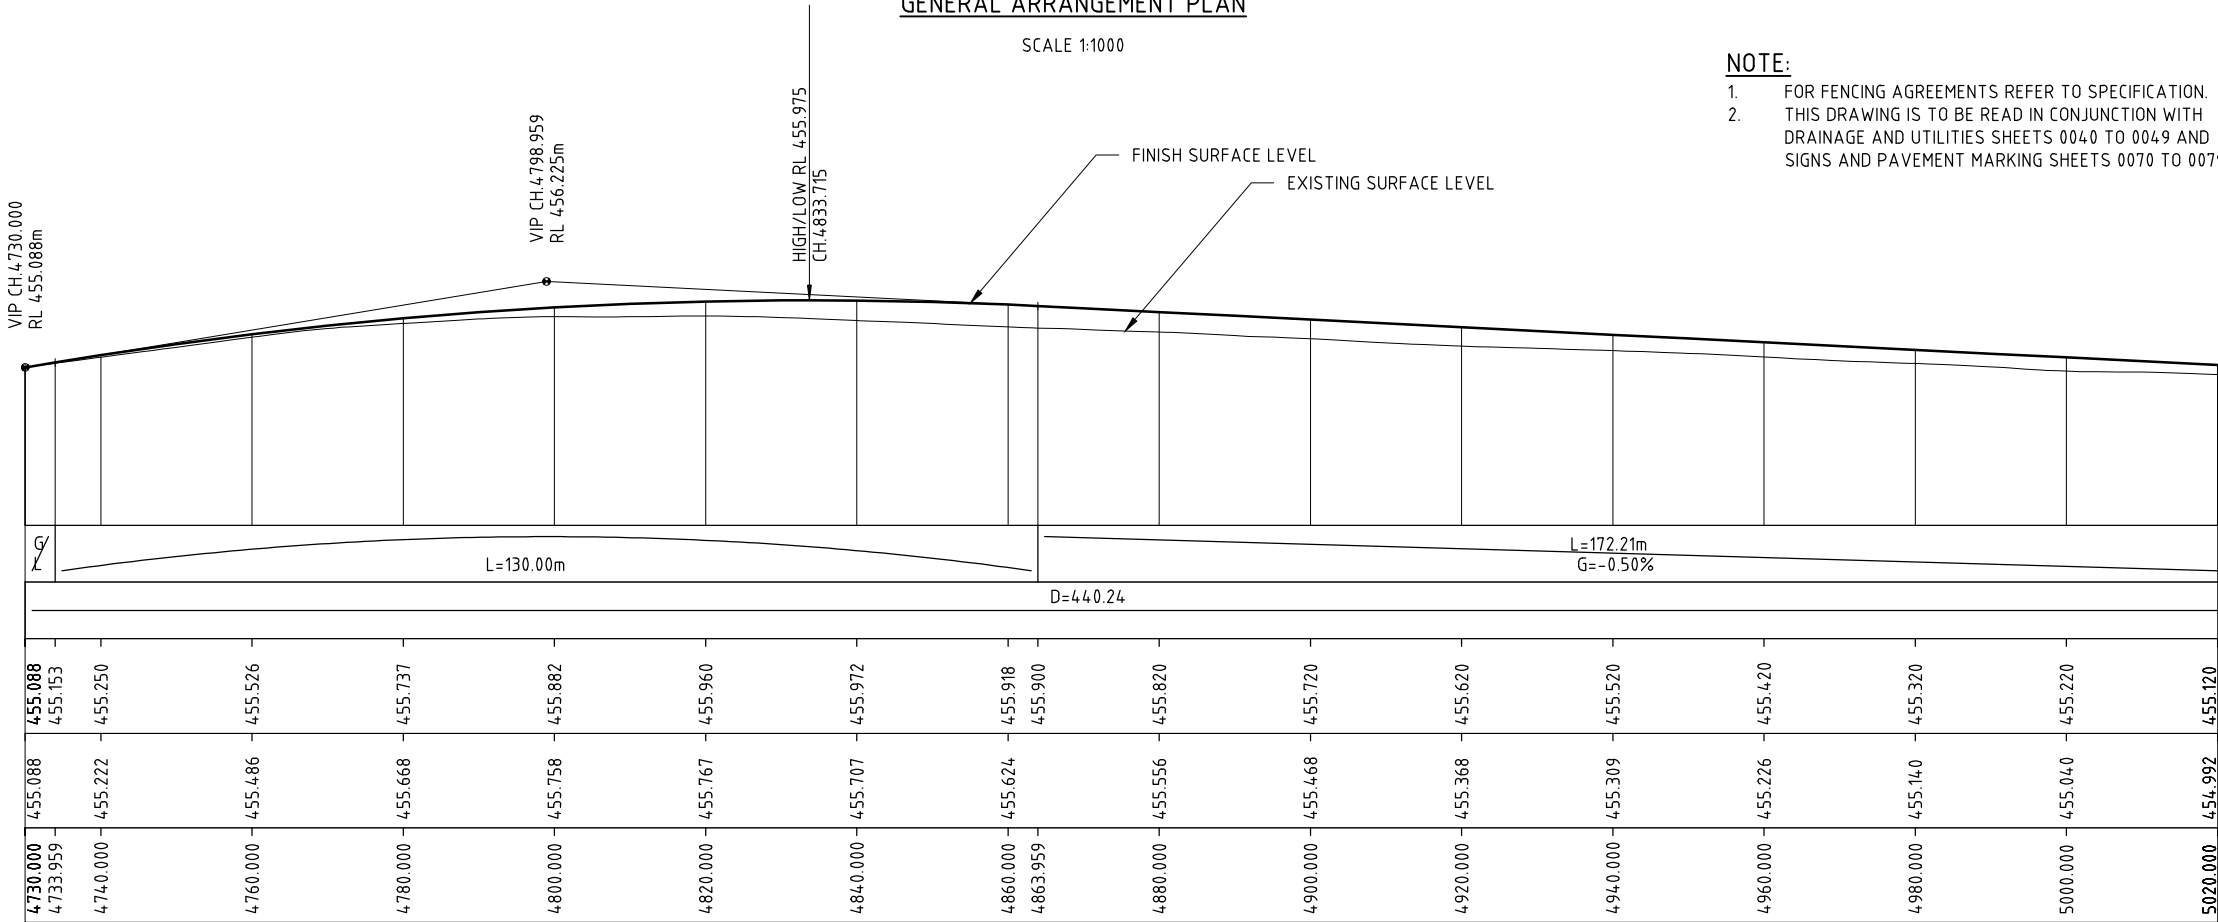 GENERAL ARRANGEMENT PLAN
SCALE 1:1000
NOTE:
1. FOR FENCING AGREEMENTS REFER TO SPECIFICATION.
2. THIS DRAWING IS TO BE READ IN CONJUNCTION WITH
DRAINAGE AND UTILITIES SHEETS 0040 TO 0049 AND
SIGNS AND PAVEMENT MARKING SHEETS 0070 TO
VIP CH.4730.000
RL 455.088m
VIP CH.4798.959
RL 456.225m
HIGH/LOW RL 455.975
CH.4833.715
FINISH SURFACE LEVEL
EXISTING SURFACE LEVEL
G/L
L=130.00m
L=172.21m
G=-0.50%
D=440.24
455.088 455.153 455.250 455.526 455.737 455.882 455.960 455.972 455.918 455.900 455.820 455.720 455.620 455.520 455.420 455.320 455.220 455.120
455.088 455.222 455.486 455.668 455.758 455.767 455.707 455.624 455.556 455.468 455.368 455.309 455.226 455.140 455.040 454.992
4730.000 4733.959 4740.000 4760.000 4780.000 4800.000 4820.000 4840.000 4860.000 4863.959 4880.000 4900.000 4920.000 4940.000 4960.000 4980.000 5000.000 5020.000